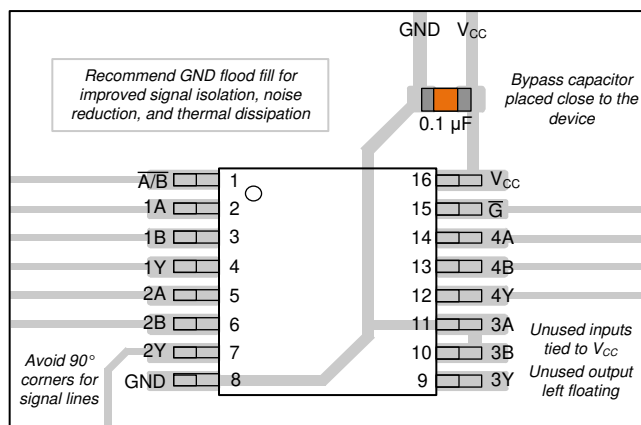 GND V_CC
Recommend GND flood fill for
improved signal isolation, noise
reduction, and thermal dissipation
Bypass capacitor
placed close to the
device
0.1 µF
A̅/̅B̅ 1 16 V_CC
1A 2 15 G̅
1B 3 14 4A
1Y 4 13 4B
2A 5 12 4Y
2B 6 11 3A
2Y 7 10 3B
GND 8 9 3Y
Avoid 90°
corners for
signal lines
Unused inputs
tied to V_CC
Unused output
left floating